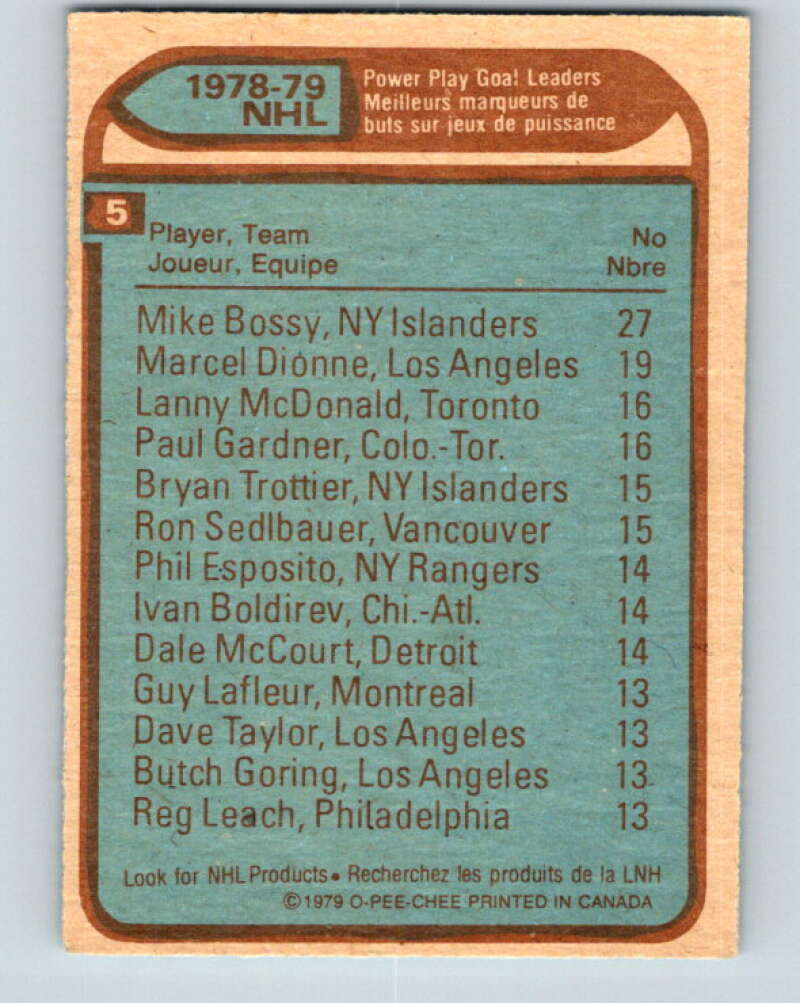 1978-79
NHL
Power Play Goal Leaders
Meilleurs marqueurs de
buts sur jeux de puissance
5
Player, Team No
Joueur, Equipe Nbre
Mike Bossy, NY Islanders 27
Marcel Dionne, Los Angeles 19
Lanny McDonald, Toronto 16
Paul Gardner, Colo.-Tor. 16
Bryan Trottier, NY Islanders 15
Ron Sedlbauer, Vancouver 15
Phil Esposito, NY Rangers 14
Ivan Boldirev, Chi.-Atl. 14
Dale McCourt, Detroit 14
Guy Lafleur, Montreal 13
Dave Taylor, Los Angeles 13
Butch Goring, Los Angeles 13
Reg Leach, Philadelphia 13
Look for NHL Products • Recherchez les produits de la LNH
©1979 O-PEE-CHEE PRINTED IN CANADA